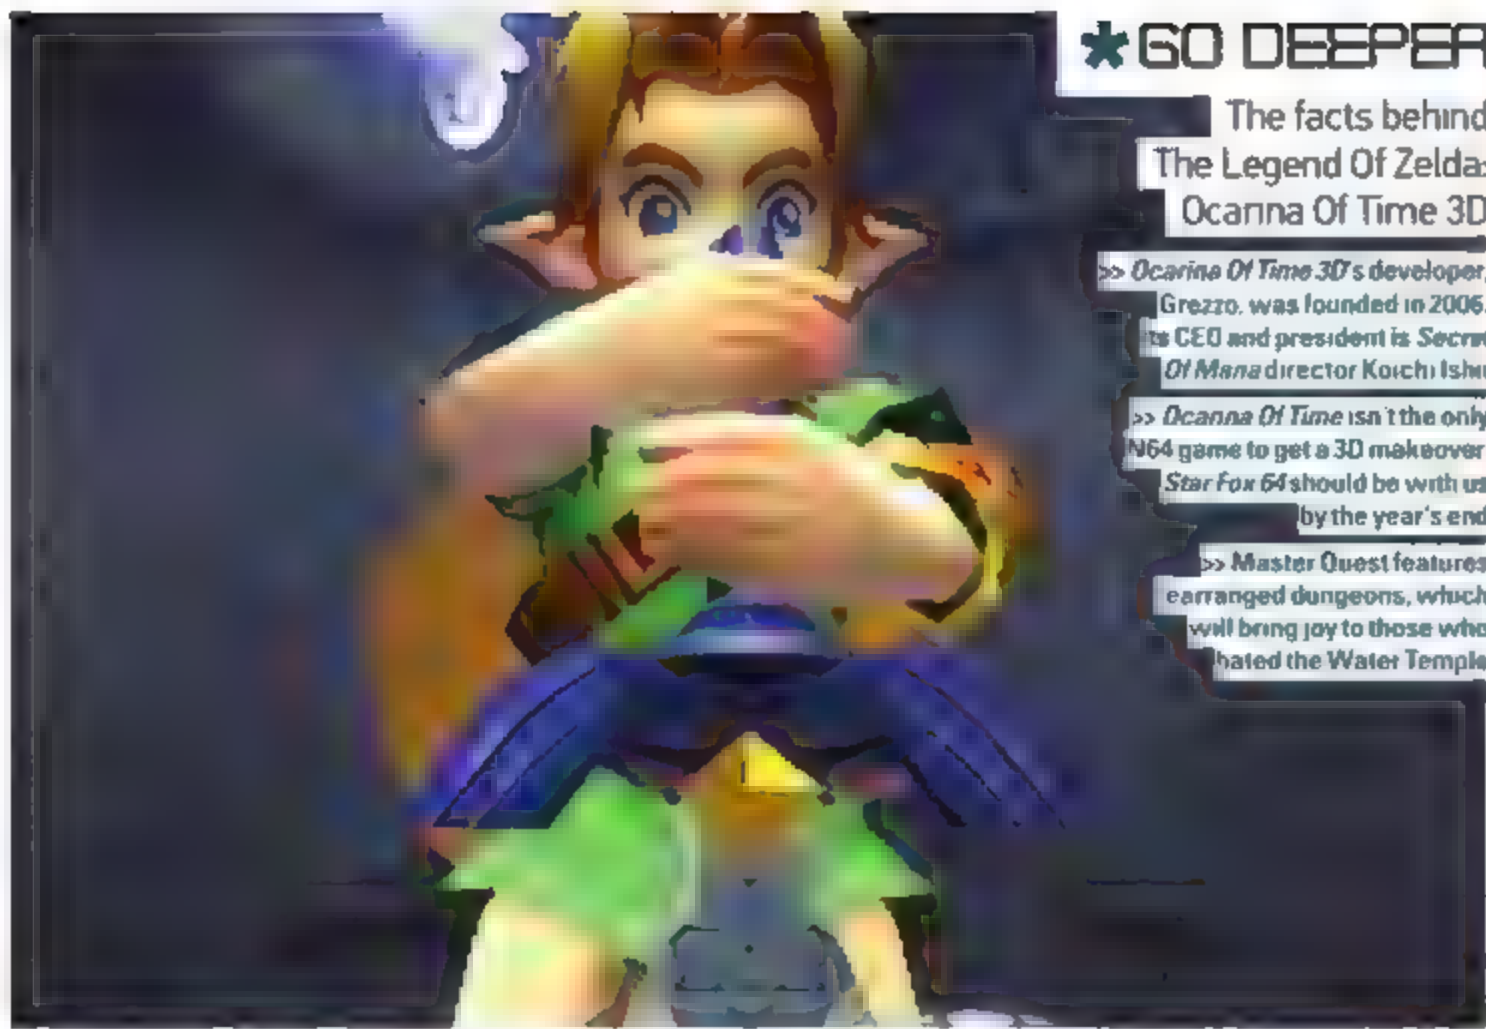 *GO DEEPER
The facts behind
The Legend Of Zelda:
Ocarina Of Time 3D
>> Ocarina Of Time 3D's developer,
Grezzo, was founded in 2006.
Its CEO and president is Secret
Of Mana director Koichi Ishii
>> Ocarina Of Time isn't the only
N64 game to get a 3D makeover
Star Fox 64 should be with us
by the year's end
>> Master Quest features
rearranged dungeons, which
will bring joy to those who
hated the Water Temple